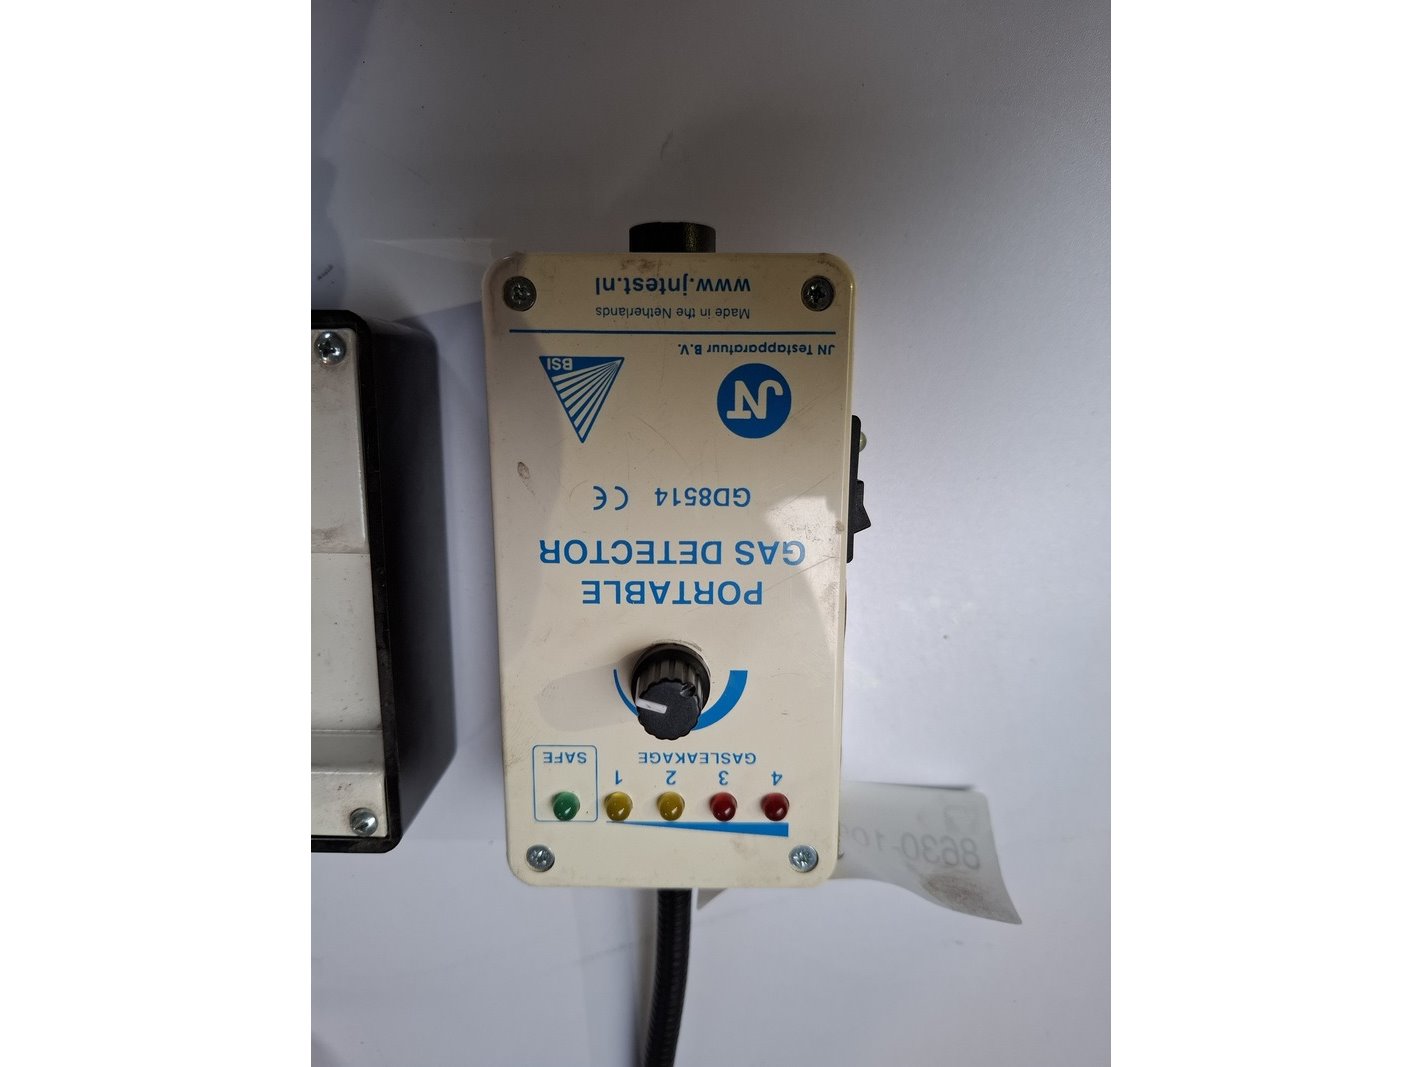 SAFE
GASLEAKAGE
1 2 3 4
PORTABLE
GAS DETECTOR
GD8514 CE
JN
BSI
JN Testapparatuur B.V.
Made in the Netherlands
www.jntest.nl